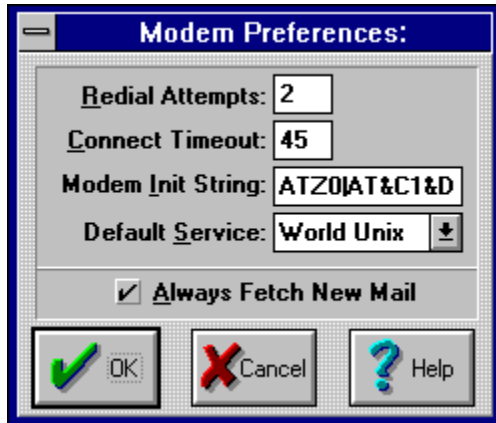 Modem Preferences:
Redial Attempts: 2
Connect Timeout: 45
Modem Init String: ATZ0|AT&C1&D
Default Service: World Unix
Always Fetch New Mail
OK Cancel Help